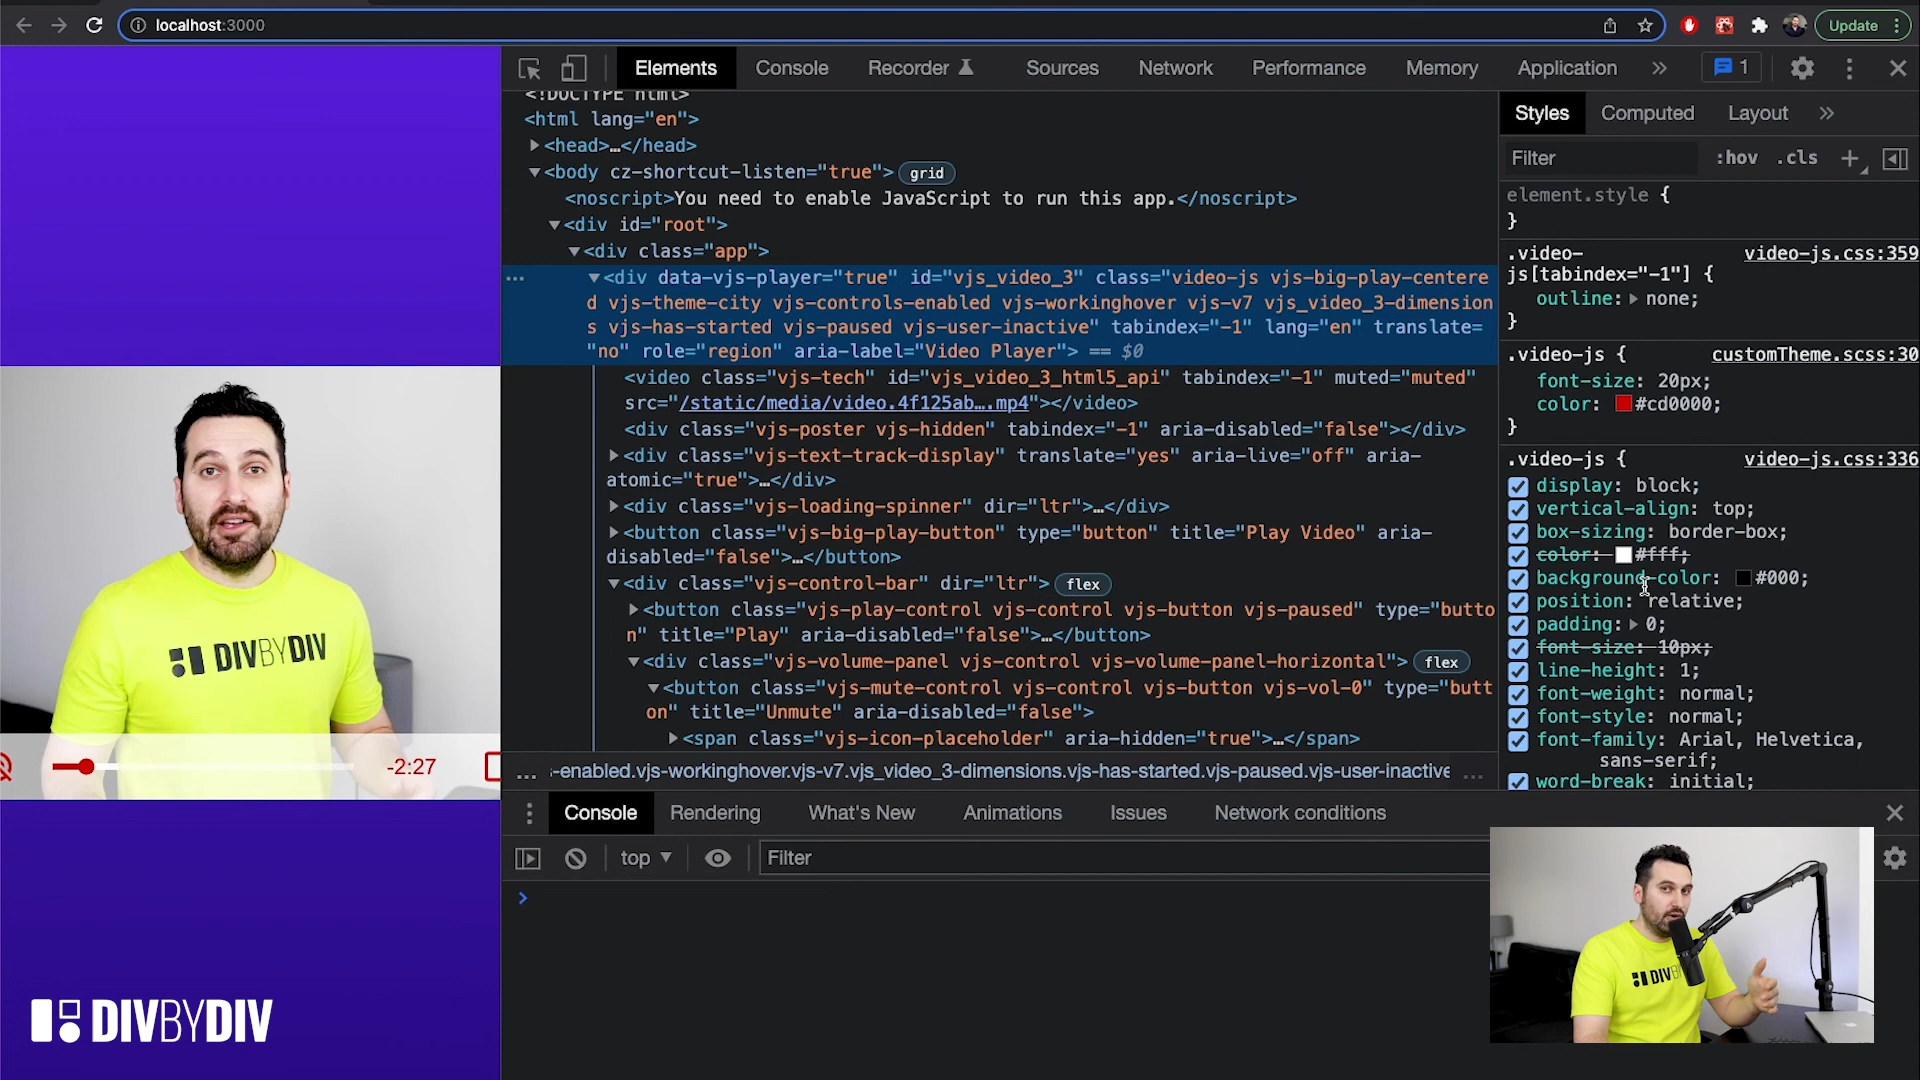 localhost:3000
Update
Elements
Console
Recorder
Sources
Network
Performance
Memory
Application
1
<!DOCTYPE html>
<html lang="en">
<head>…</head>
<body cz-shortcut-listen="true"> grid
<noscript>You need to enable JavaScript to run this app.</noscript>
<div id="root">
<div class="app">
… <div data-vjs-player="true" id="vjs_video_3" class="video-js vjs-big-play-centere
d vjs-theme-city vjs-controls-enabled vjs-workinghover vjs-v7 vjs_video_3-dimension
s vjs-has-started vjs-paused vjs-user-inactive" tabindex="-1" lang="en" translate=
"no" role="region" aria-label="Video Player"> == $0
<video class="vjs-tech" id="vjs_video_3_html5_api" tabindex="-1" muted="muted"
src="/static/media/video.4f125ab….mp4"></video>
<div class="vjs-poster vjs-hidden" tabindex="-1" aria-disabled="false"></div>
<div class="vjs-text-track-display" translate="yes" aria-live="off" aria-
atomic="true">…</div>
<div class="vjs-loading-spinner" dir="ltr">…</div>
<button class="vjs-big-play-button" type="button" title="Play Video" aria-
disabled="false">…</button>
<div class="vjs-control-bar" dir="ltr"> flex
<button class="vjs-play-control vjs-control vjs-button vjs-paused" type="butto
n" title="Play" aria-disabled="false">…</button>
<div class="vjs-volume-panel vjs-control vjs-volume-panel-horizontal"> flex
<button class="vjs-mute-control vjs-control vjs-button vjs-vol-0" type="butt
on" title="Unmute" aria-disabled="false">
<span class="vjs-icon-placeholder" aria-hidden="true">…</span>
… -enabled.vjs-workinghover.vjs-v7.vjs_video_3-dimensions.vjs-has-started.vjs-paused.vjs-user-inactive …
Styles
Computed
Layout
Filter
:hov .cls
element.style {
}
.video- video-js.css:359
js[tabindex="-1"] {
outline: none;
}
.video-js { customTheme.scss:30
font-size: 20px;
color: #cd0000;
}
.video-js { video-js.css:336
display: block;
vertical-align: top;
box-sizing: border-box;
color: #fff;
background-color: #000;
position: relative;
padding: 0;
font-size: 10px;
line-height: 1;
font-weight: normal;
font-style: normal;
font-family: Arial, Helvetica,
sans-serif;
word-break: initial;
Console
Rendering
What's New
Animations
Issues
Network conditions
top
Filter
DIVBYDIV
-2:27
DIVBYDIV